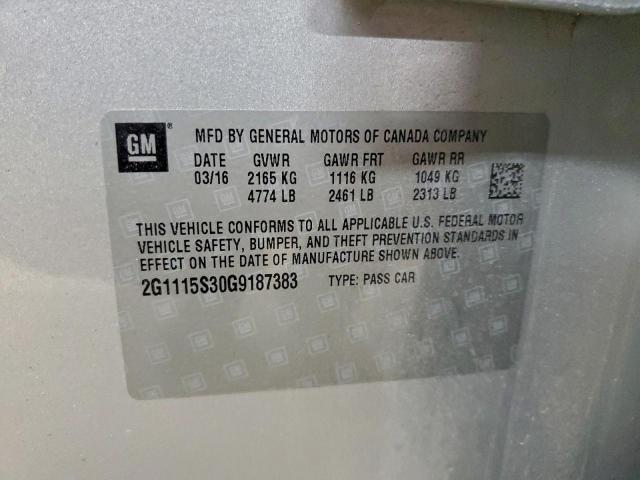 GM ® MFD BY GENERAL MOTORS OF CANADA COMPANY
DATE GVWR GAWR FRT GAWR RR
03/16 2165 KG 1116 KG 1049 KG
4774 LB 2461 LB 2313 LB
THIS VEHICLE CONFORMS TO ALL APPLICABLE U.S. FEDERAL MOTOR
VEHICLE SAFETY, BUMPER, AND THEFT PREVENTION STANDARDS IN
EFFECT ON THE DATE OF MANUFACTURE SHOWN ABOVE.
2G1115S30G9187383 TYPE: PASS CAR